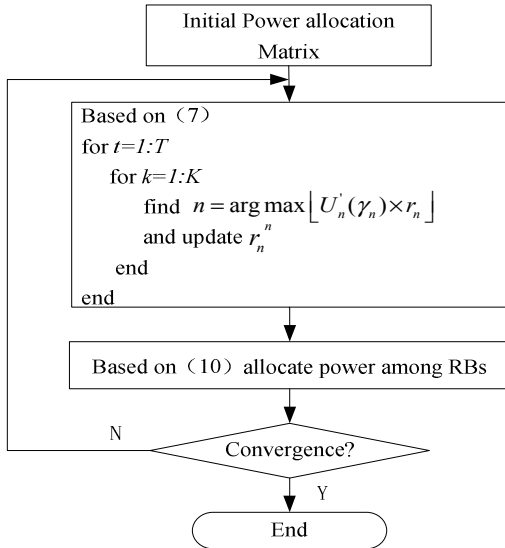 Initial Power allocation
Matrix
Based on（7）
for t=1:T
for k=1:K
find n = arg max⌊U'ₙ(γₙ) × rₙ⌋
and update rₙⁿ
end
end
Based on（10）allocate power among RBs
N
Convergence?
Y
End